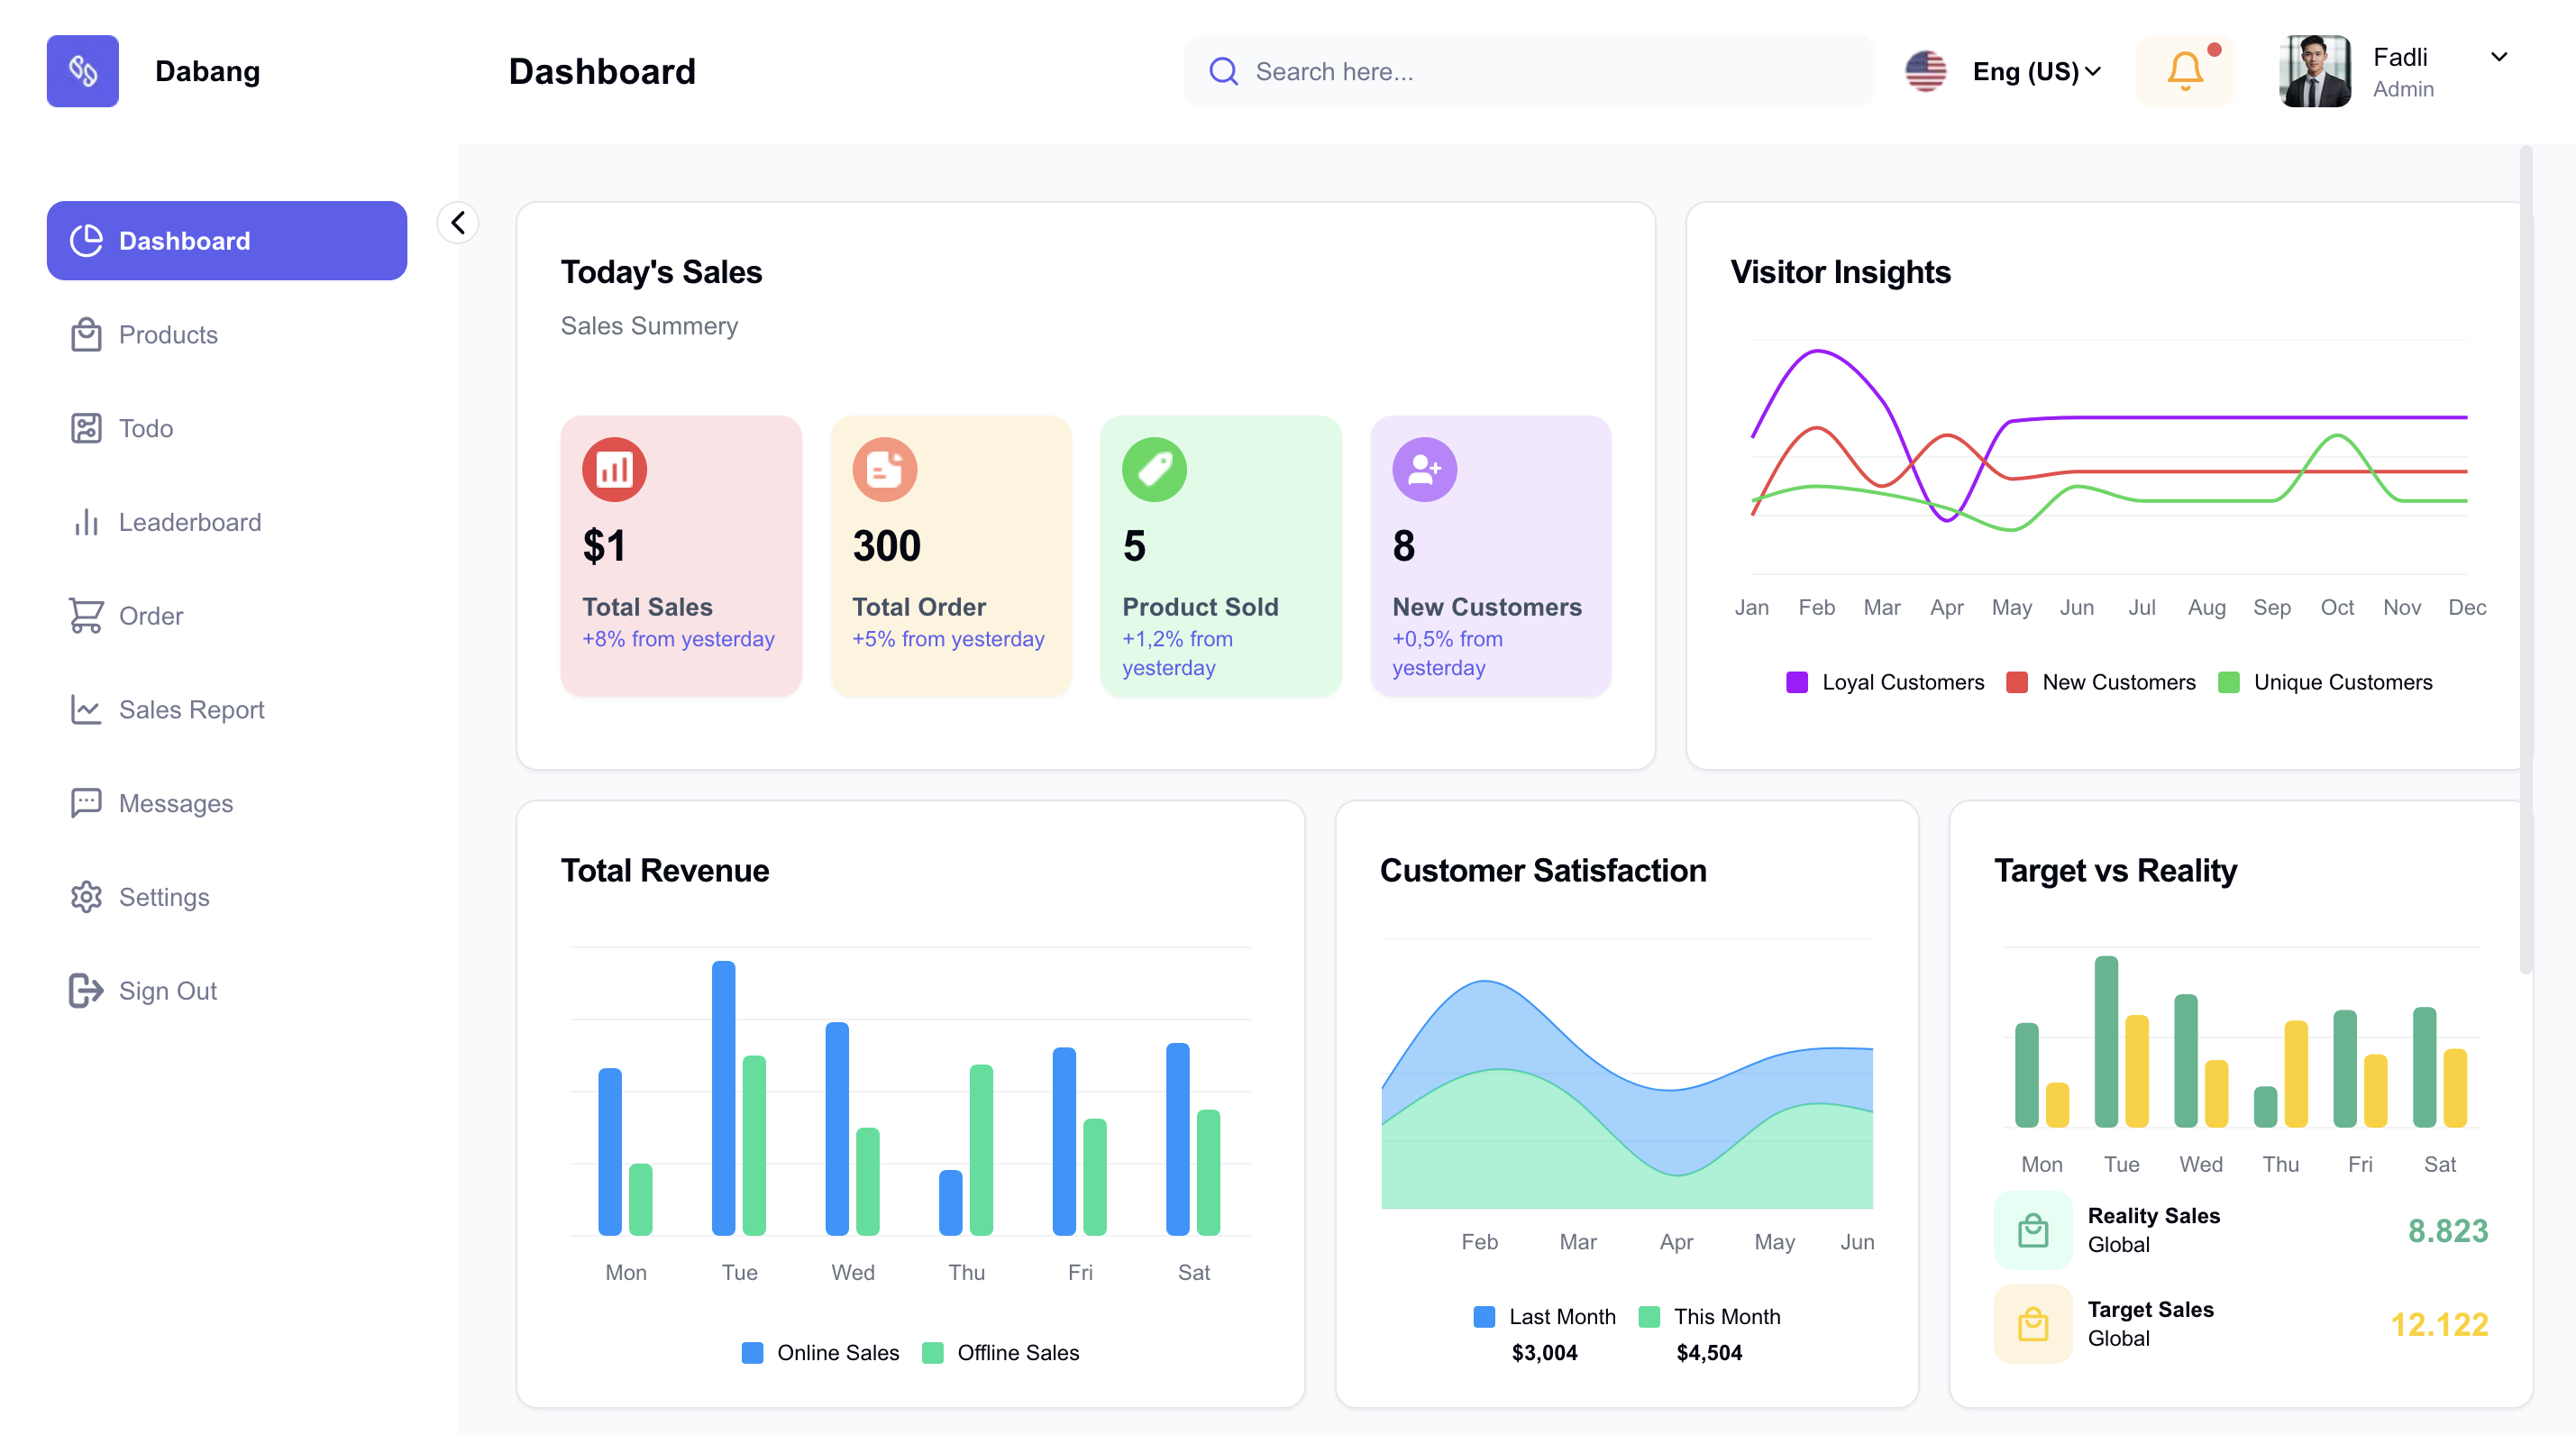 Dabang
Dashboard
Search here...
Eng (US)
Fadli
Admin
Dashboard
Products
Todo
Leaderboard
Order
Sales Report
Messages
Settings
Sign Out
Today's Sales
Sales Summery
$1
Total Sales
+8% from yesterday
300
Total Order
+5% from yesterday
5
Product Sold
+1,2% from
yesterday
8
New Customers
+0,5% from
yesterday
Visitor Insights
Jan Feb Mar Apr May Jun Jul Aug Sep Oct Nov Dec
Loyal Customers New Customers Unique Customers
Total Revenue
Mon Tue Wed Thu Fri Sat
Online Sales Offline Sales
Customer Satisfaction
Feb Mar Apr May Jun
Last Month This Month
$3,004 $4,504
Target vs Reality
Mon Tue Wed Thu Fri Sat
Reality Sales
Global
8.823
Target Sales
Global
12.122